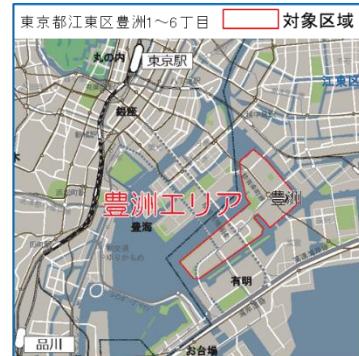 東京都江東区豊洲1～6丁目
対象区域
丸の内
東京駅
江東区
銀座
豊洲エリア
豊洲
豊海
有明
品川
お台場